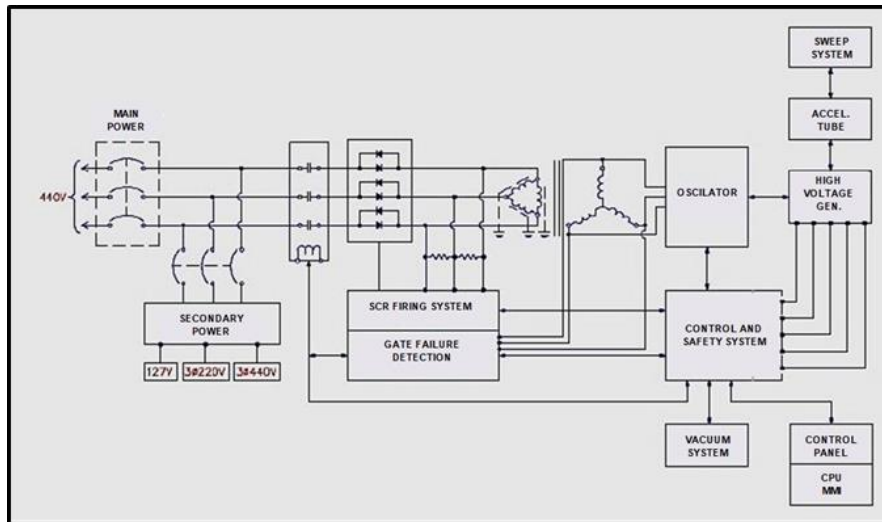 SWEEP
SYSTEM
MAIN
POWER
ACCEL.
TUBE
440V
OSCILATOR
HIGH
VOLTAGE
GEN.
SECONDARY
POWER
SCR FIRING SYSTEM
GATE FAILURE
DETECTION
CONTROL AND
SAFETY SYSTEM
127V
3ø220V
3ø440V
VACUUM
SYSTEM
CONTROL
PANEL
CPU
MMI